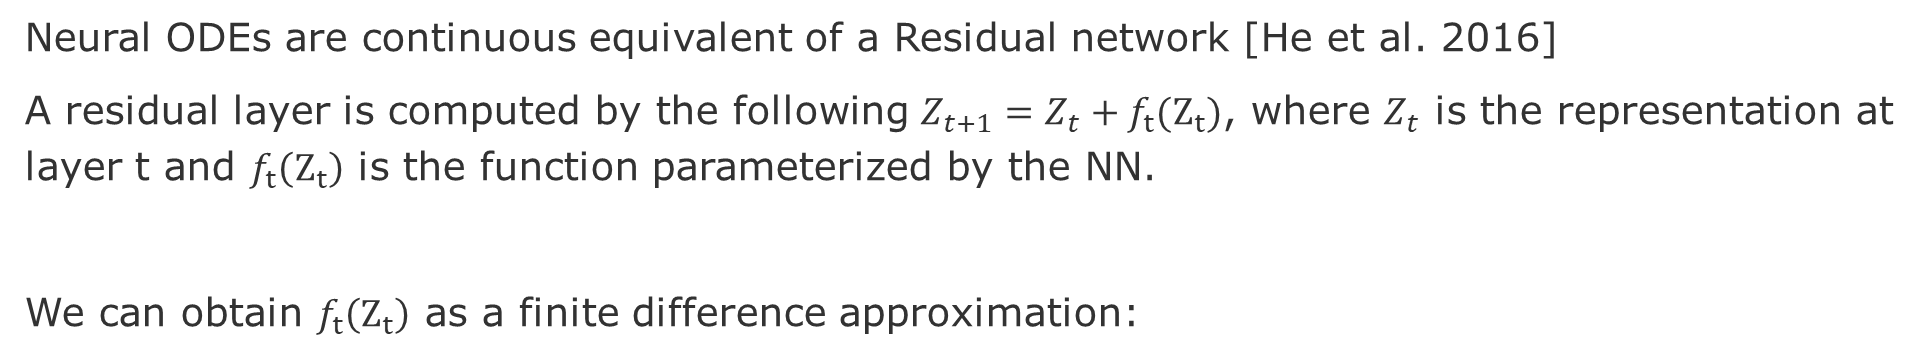 Neural ODEs are continuous equivalent of a Residual network [He et al. 2016]
A residual layer is computed by the following $Z_{t+1} = Z_t + f_t(Z_t)$, where $Z_t$ is the representation at
layer t and $f_t(Z_t)$ is the function parameterized by the NN.
We can obtain $f_t(Z_t)$ as a finite difference approximation: